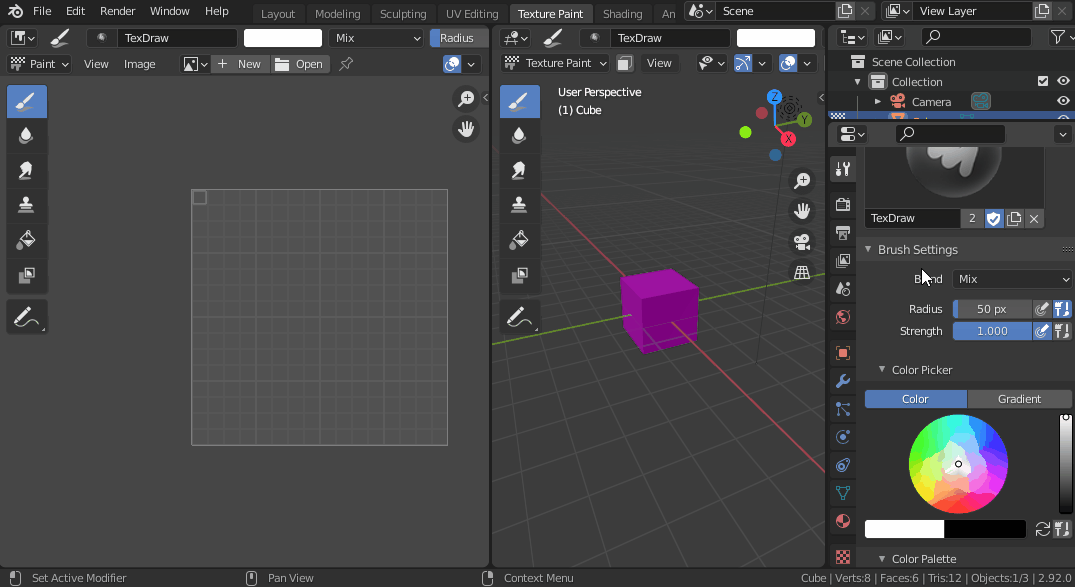 File Edit Render Window Help Layout Modeling Sculpting UV Editing Texture Paint Shading An Scene View Layer
TexDraw Mix Radius
TexDraw
Paint View Image New Open
Texture Paint View
User Perspective
(1) Cube
Z
Y
X
Scene Collection
Collection
Camera
TexDraw 2
Brush Settings
Blend Mix
Radius 50 px
Strength 1.000
Color Picker
Color Gradient
Color Palette
Set Active Modifier Pan View Context Menu Cube | Verts:8 | Faces:6 | Tris:12 | Objects:1/3 | 2.92.0